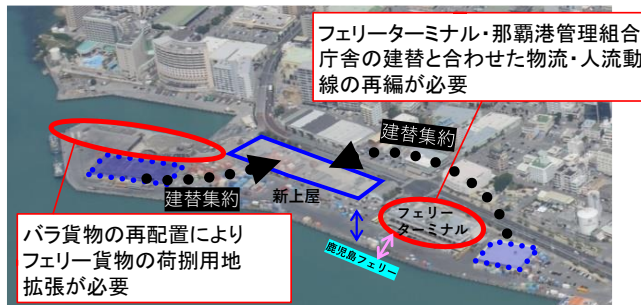 フェリーターミナル・那覇港管理組合
庁舎の建替と合わせた物流・人流動
線の再編が必要
建替集約
建替集約
新上屋
フェリー
ターミナル
鹿児島フェリー
バラ貨物の再配置により
フェリー貨物の荷捌用地
拡張が必要